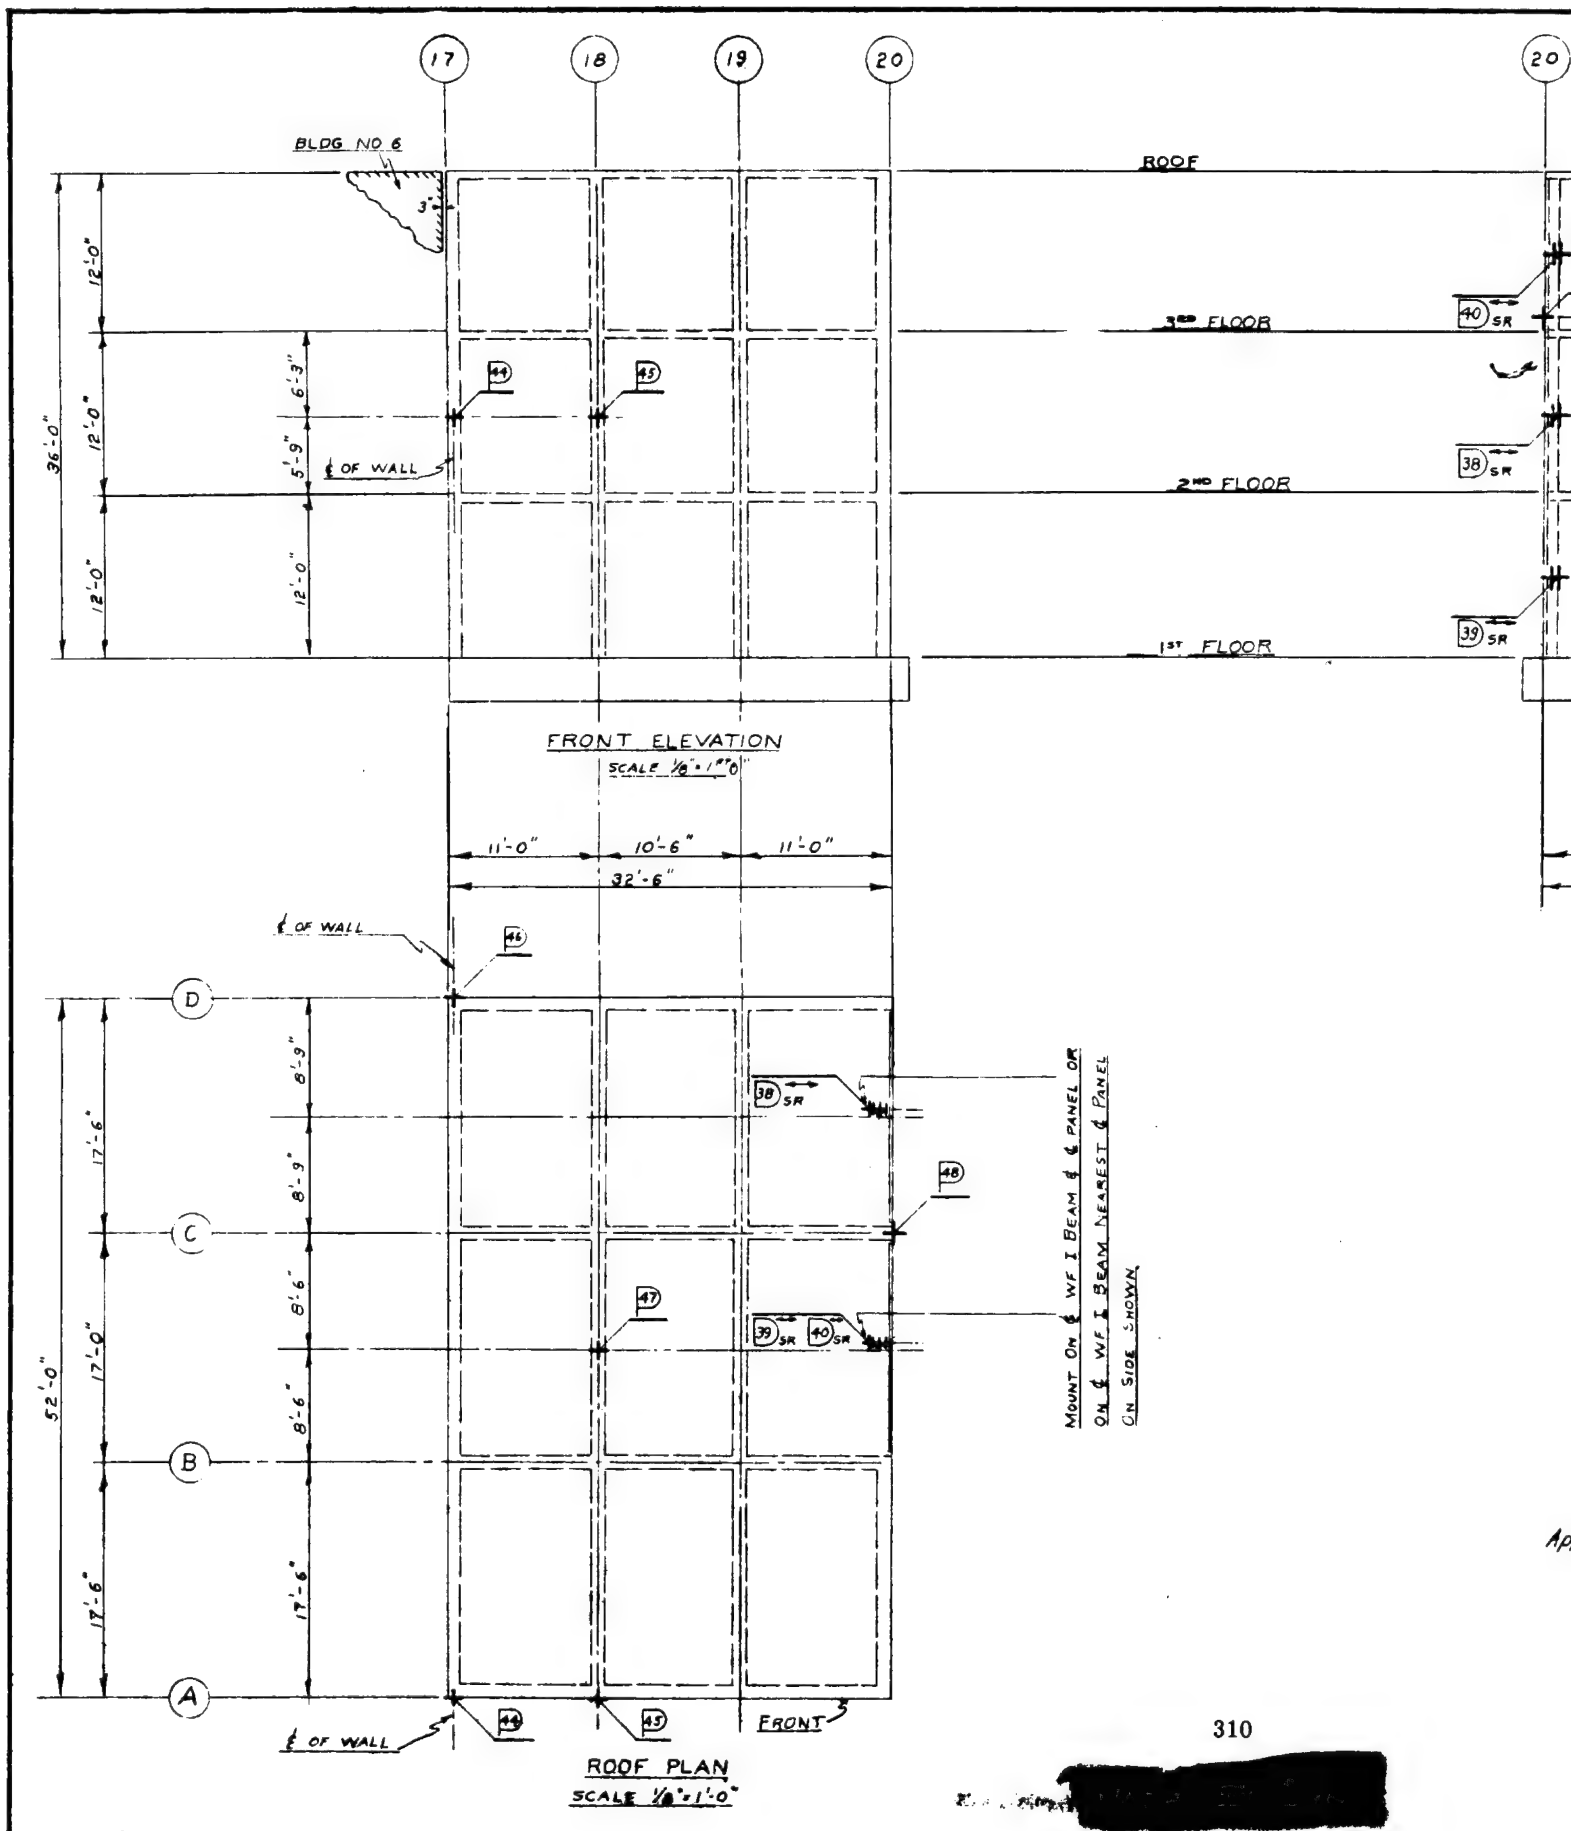 17 18 19 20 20
BLDG NO 6
ROOF
3"
12'-0"
36'-0"
40 SR
3RD FLOOR
6'-3"
12'-0"
44
45
5'-9"
℄ OF WALL
38 SR
2ND FLOOR
12'-0"
12'-0"
39 SR
1ST FLOOR
FRONT ELEVATION
SCALE 1/8" = 1FT 0"
11'-0" 10'-6" 11'-0"
32'-6"
℄ OF WALL
46
D
8'-9"
38 SR
17'-6"
8'-9"
48
C
MOUNT ON ℄ WF I BEAM & ℄ PANEL OR
ON ℄ WF I BEAM NEAREST ℄ PANEL
ON SIDE SHOWN.
8'-6"
17'-0"
47
39 SR 40 SR
52'-0"
8'-6"
B
17'-6"
17'-6"
A
44
45
FRONT
℄ OF WALL
ROOF PLAN
SCALE 1/8" = 1'-0"
310